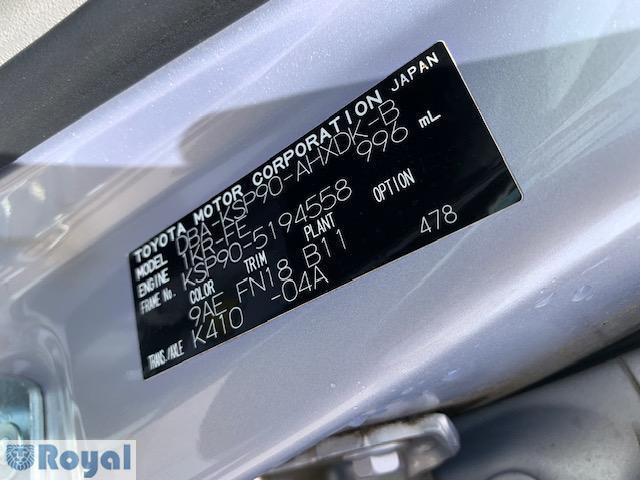 TOYOTA MOTOR CORPORATION JAPAN
MODEL DBA-KSP90-AHXDK-B
ENGINE 1KR-FE 996 mL
FRAME No. KSP90-5194558
COLOR TRIM PLANT OPTION
9AE FN18 B11 478
TRANS./AXLE K410 -04A
Royal